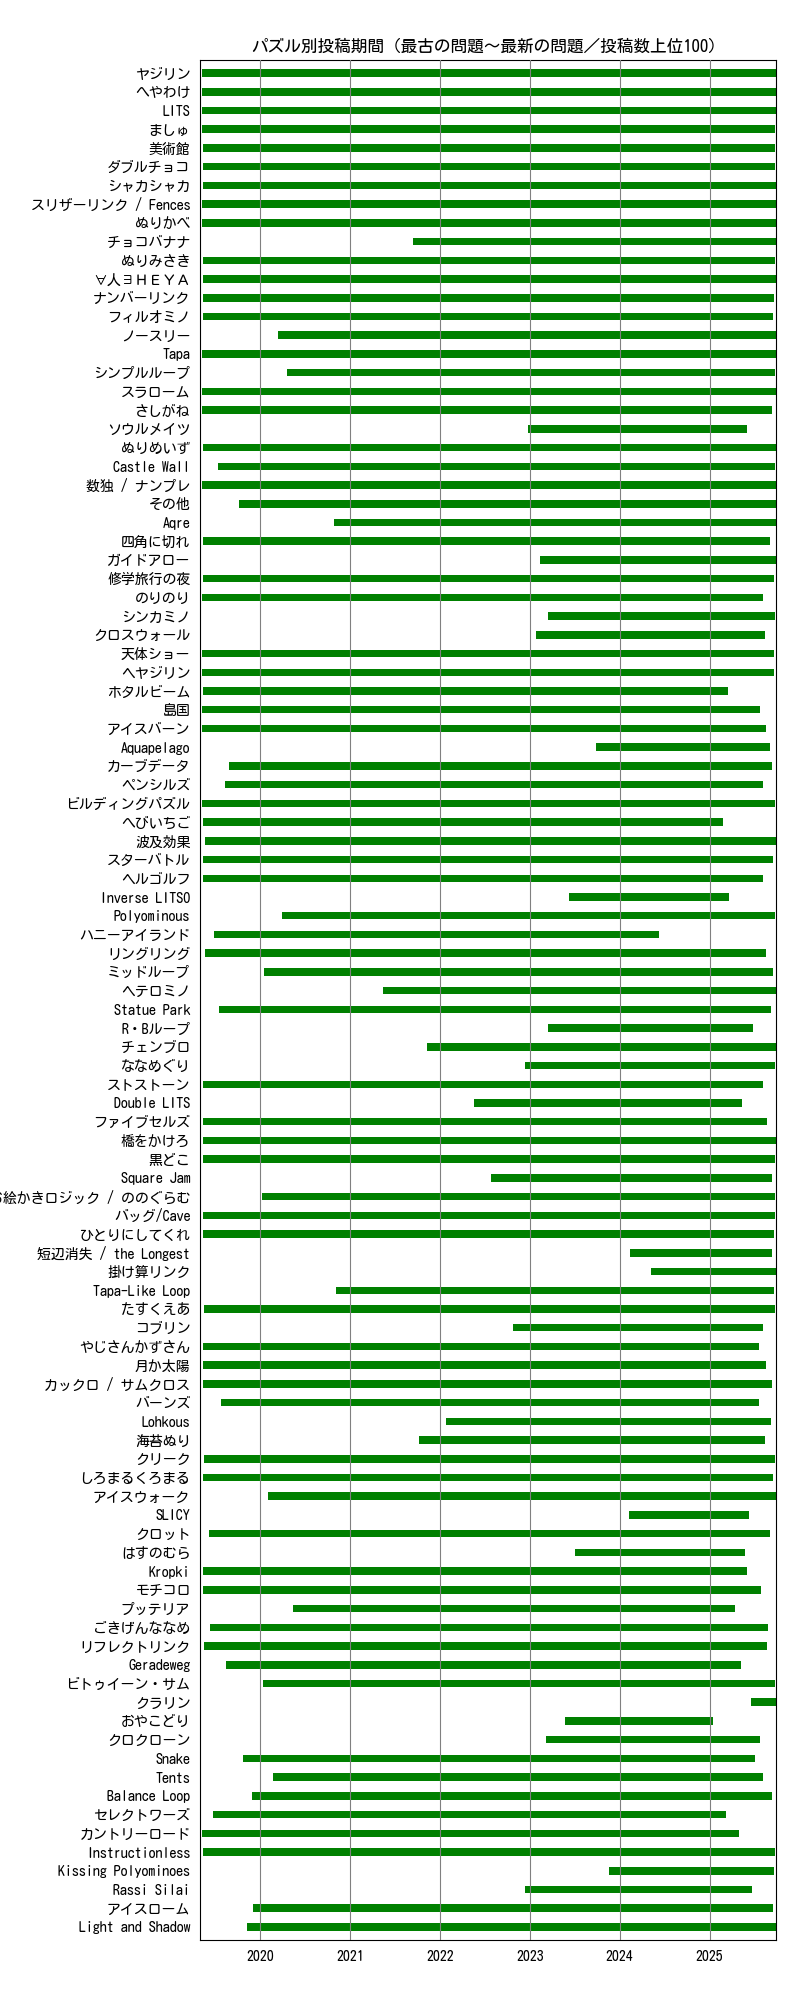 パズル別投稿期間（最古の問題～最新の問題／投稿数上位100）
ヤジリン
へやわけ
LITS
ましゅ
美術館
ダブルチョコ
シャカシャカ
スリザーリンク / Fences
ぬりかべ
チョコバナナ
ぬりみさき
∀人ヨＨＥＹＡ
ナンバーリンク
フィルオミノ
ノースリー
Tapa
シンプルループ
スラローム
さしがね
ソウルメイツ
ぬりめいず
Castle Wall
数独 / ナンプレ
その他
Aqre
四角に切れ
ガイドアロー
修学旅行の夜
のりのり
シンカミノ
クロスウォール
天体ショー
ヘヤジリン
ホタルビーム
島国
アイスバーン
Aquapelago
カーブデータ
ペンシルズ
ビルディングパズル
へびいちご
波及効果
スターバトル
ヘルゴルフ
Inverse LITSO
Polyominous
ハニーアイランド
リングリング
ミッドループ
ヘテロミノ
Statue Park
R・Bループ
チェンブロ
ななめぐり
ストストーン
Double LITS
ファイブセルズ
橋をかけろ
黒どこ
Square Jam
絵かきロジック / ののぐらむ
バッグ/Cave
ひとりにしてくれ
短辺消失 / the Longest
掛け算リンク
Tapa-Like Loop
たすくえあ
コブリン
やじさんかずさん
月か太陽
カックロ / サムクロス
バーンズ
Lohkous
海苔ぬり
クリーク
しろまるくろまる
アイスウォーク
SLICY
クロット
はすのむら
Kropki
モチコロ
プッテリア
ごきげんななめ
リフレクトリンク
Geradeweg
ビトゥイーン・サム
クラリン
おやこどり
クロクローン
Snake
Tents
Balance Loop
セレクトワーズ
カントリーロード
Instructionless
Kissing Polyominoes
Rassi Silai
アイスローム
Light and Shadow
2020
2021
2022
2023
2024
2025